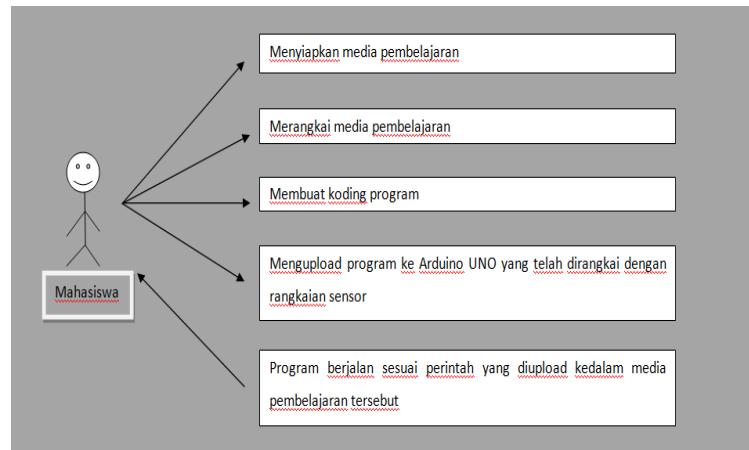 Menyiapkan media pembelajaran
Merangkai media pembelajaran
Membuat koding program
Mengupload program ke Arduino UNO yang telah dirangkai dengan
rangkaian sensor
Mahasiswa
Program berjalan sesuai perintah yang diupload kedalam media
pembelajaran tersebut